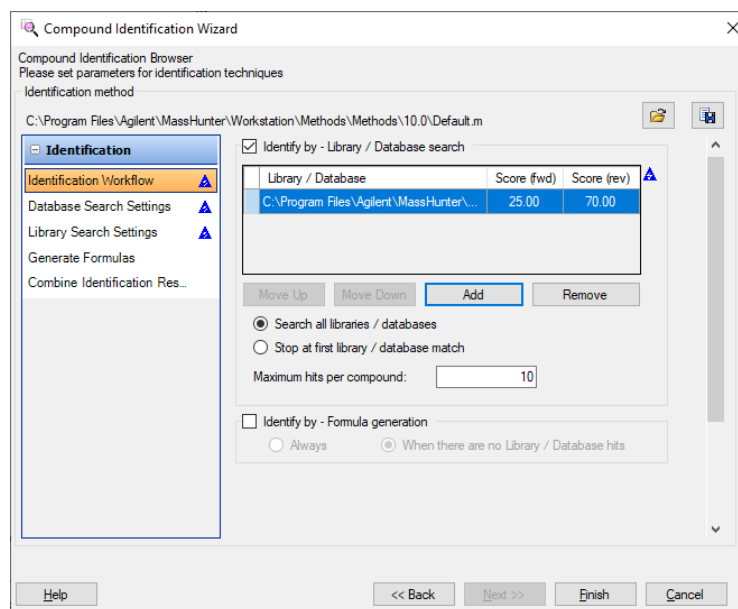 Compound Identification Wizard
Compound Identification Browser
Please set parameters for identification techniques
Identification method
C:\Program Files\Agilent\MassHunter\Workstation\Methods\Methods\10.0\Default.m
Identification
Identification Workflow
Database Search Settings
Library Search Settings
Generate Formulas
Combine Identification Res...
Identify by - Library / Database search
Library / Database Score (fwd) Score (rev)
C:\Program Files\Agilent\MassHunter\... 25.00 70.00
Move Up Move Down Add Remove
Search all libraries / databases
Stop at first library / database match
Maximum hits per compound: 10
Identify by - Formula generation
Always When there are no Library / Database hits
Help << Back Next >> Finish Cancel